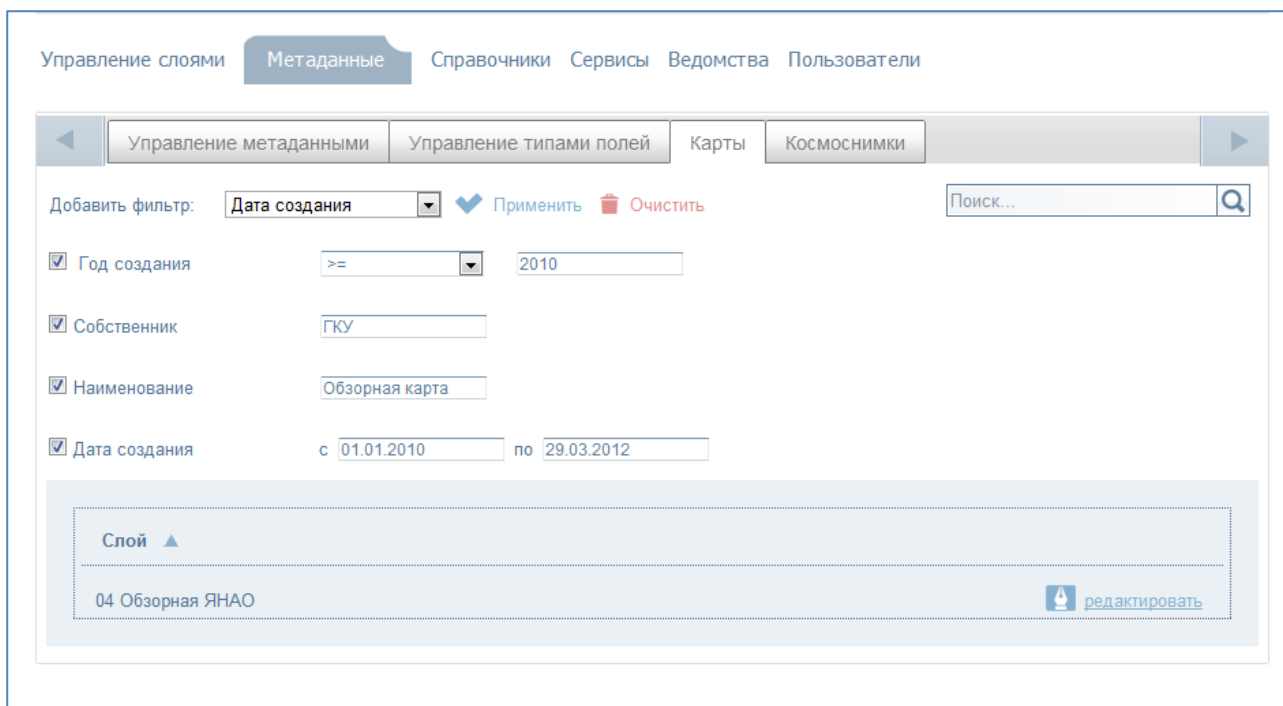 Управление слоями Метаданные Справочники Сервисы Ведомства Пользователи
Управление метаданными Управление типами полей Карты Космоснимки
Добавить фильтр: Дата создания Применить Очистить Поиск...
Год создания >= 2010
Собственник ГКУ
Наименование Обзорная карта
Дата создания с 01.01.2010 по 29.03.2012
Слой
04 Обзорная ЯНАО редактировать